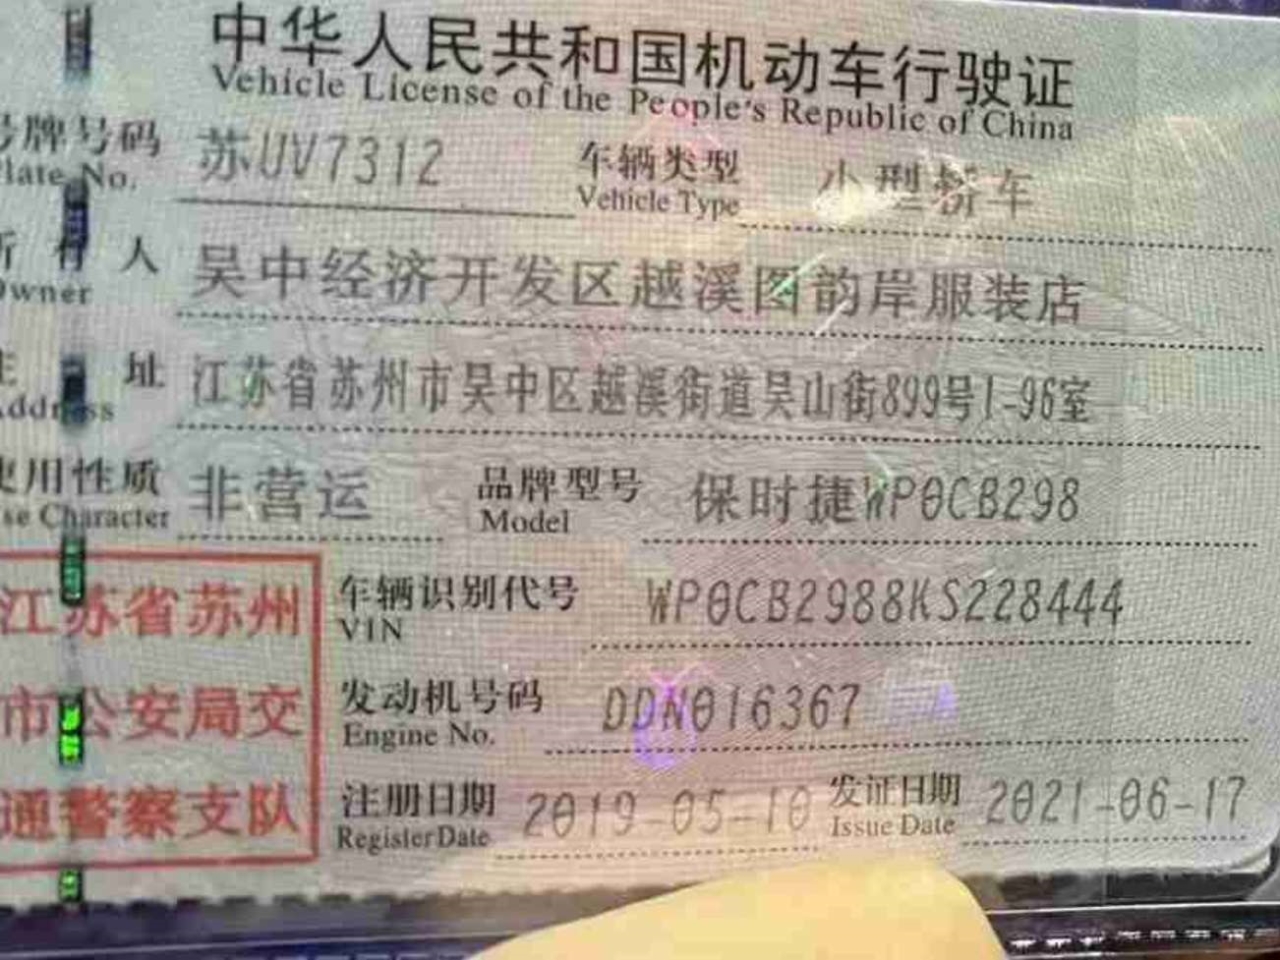 中华人民共和国机动车行驶证
Vehicle License of the People's Republic of China
号牌号码 苏UV7312 车辆类型 小型轿车
Plate No. Vehicle Type
所有人 吴中经济开发区越溪图韵岸服装店
Owner
住址 江苏省苏州市吴中区越溪街道吴山街899号1-96室
Address
使用性质 非营运 品牌型号 保时捷WP0CB298
Use Character Model
江苏省苏州 车辆识别代号 WP0CB2988KS228444
VIN
市公安局交 发动机号码 DDN016367
Engine No.
通警察支队 注册日期 2019-05-10 发证日期 2021-06-17
Register Date Issue Date